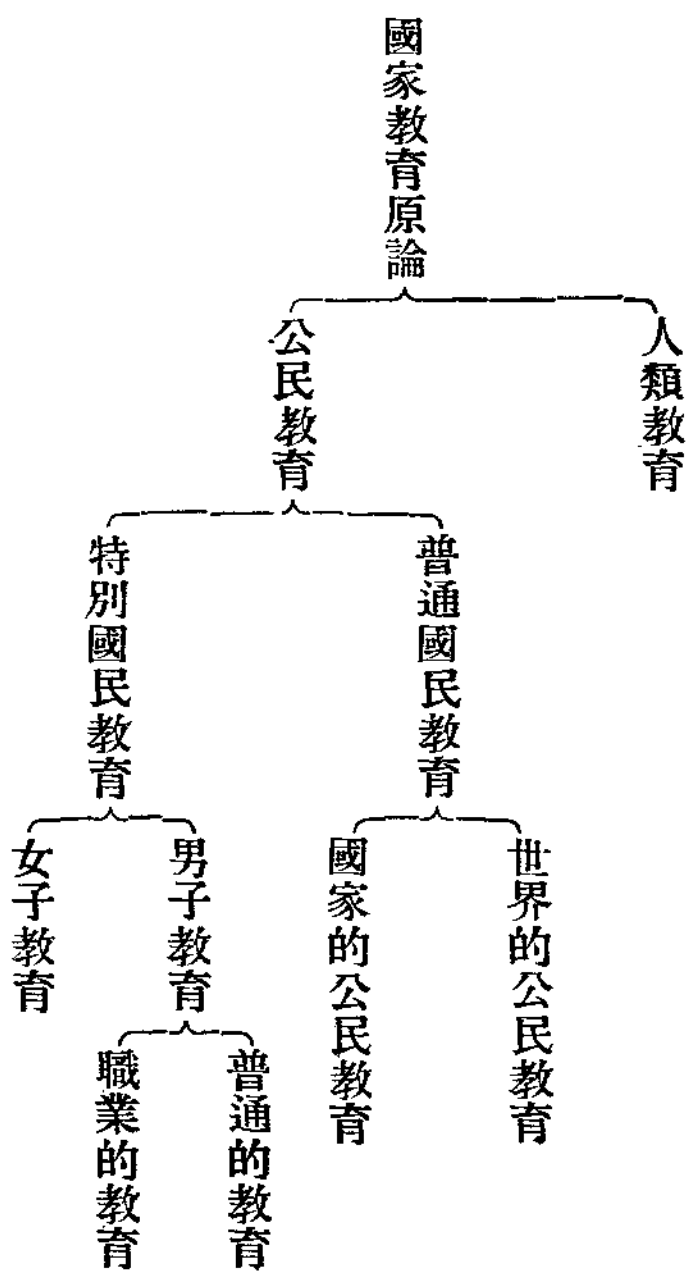 國家教育原論
人類教育
公民教育
普通國民教育
特別國民教育
世界的公民教育
國家的公民教育
男子教育
女子教育
普通的教育
職業的教育